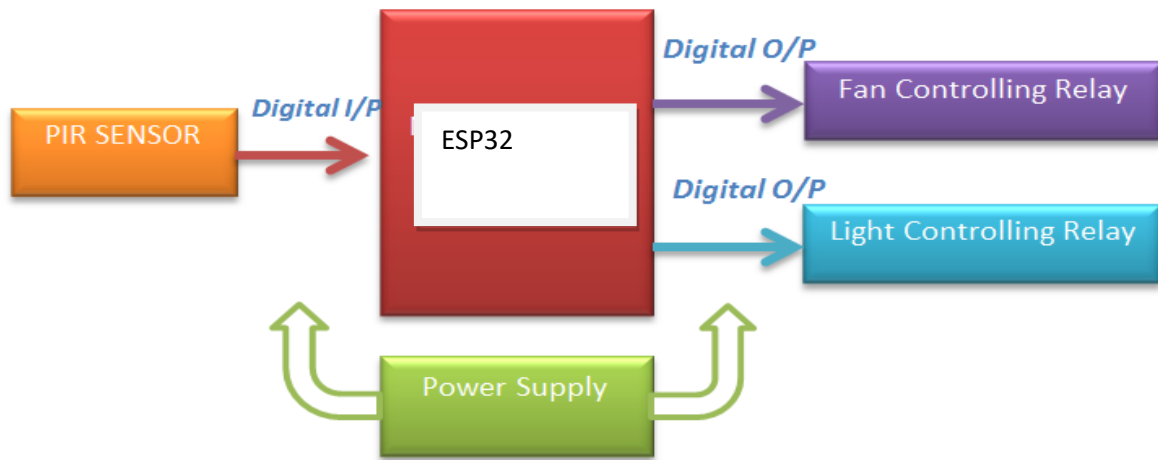 Digital O/P
Fan Controlling Relay
Digital I/P
PIR SENSOR
ESP32
Digital O/P
Light Controlling Relay
Power Supply